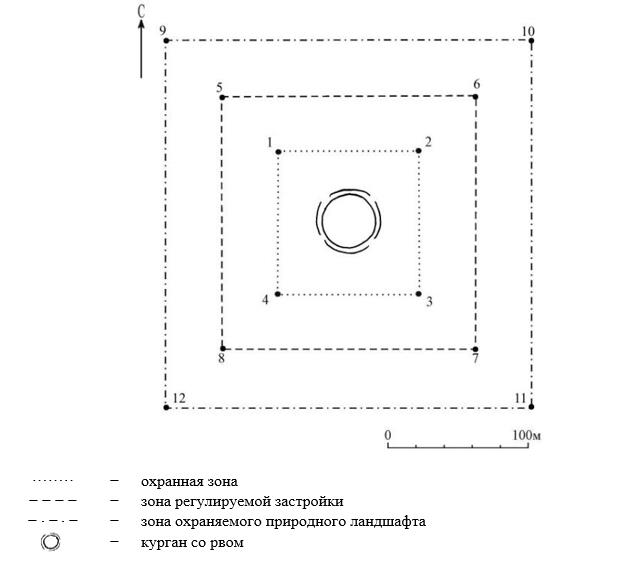 С
9 10
5 6
1 2
4 3
8 7
12 11
0 100м
– охранная зона
– зона регулируемой застройки
– зона охраняемого природного ландшафта
– курган со рвом